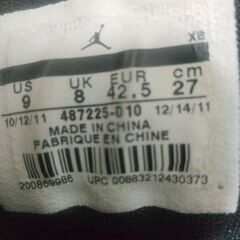 XB
US UK EUR cm
9 8 42.5 27
10/12/11 487225-010 12/14/11
MADE IN CHINA
FABRIQUE EN CHINE
200869986 UPC 00883212430373